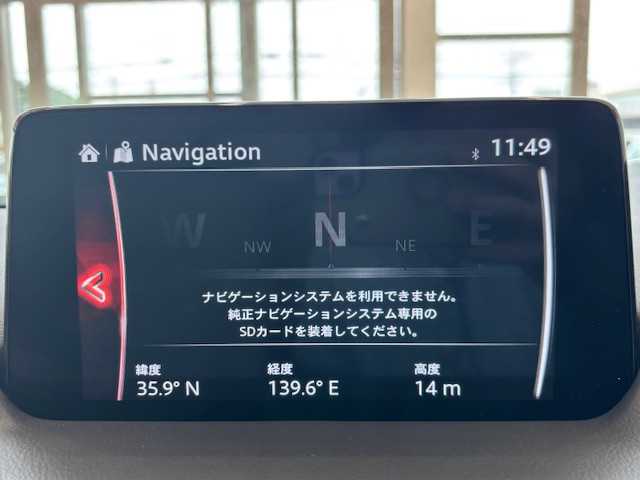 Navigation
11:49
W NW N NE E
ナビゲーションシステムを利用できません。
純正ナビゲーションシステム専用の
SDカードを装着してください。
緯度 経度 高度
35.9° N 139.6° E 14 m